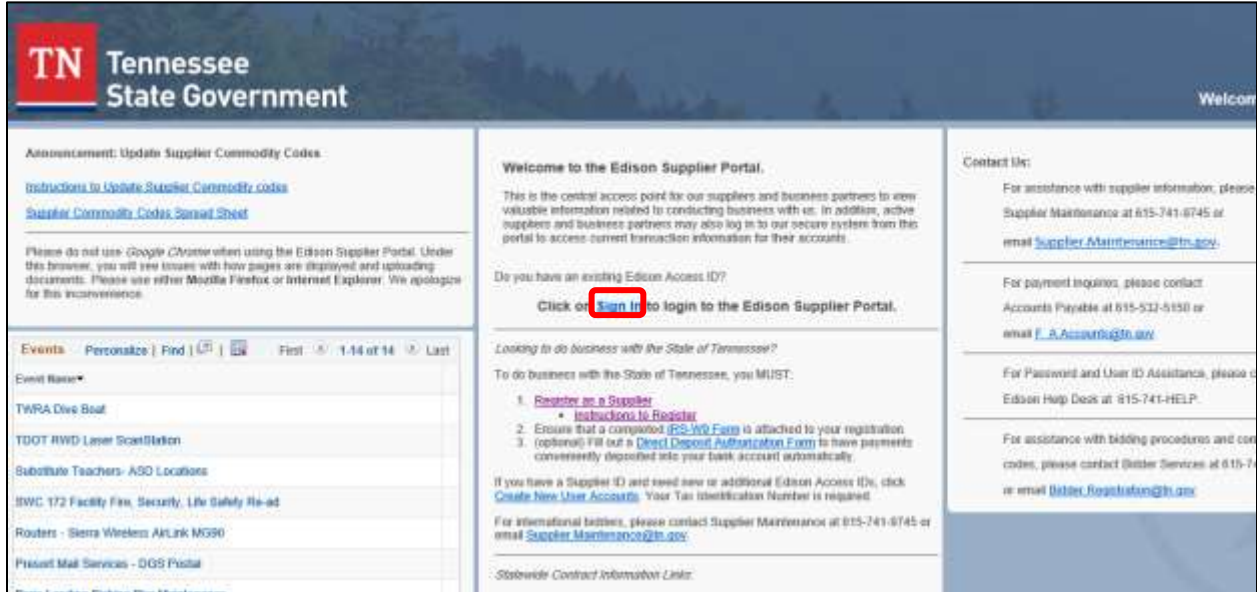 TN Tennessee
State Government
Welcom
Announcement: Update Supplier Commodity Codes
Instructions to Update Supplier Commodity codes
Supplier Commodity Codes Spread Sheet
Please do not use Google Chrome when using the Edison Supplier Portal. Under
this browser, you will see issues with how pages are displayed and uploading
documents. Please use either Mozilla Firefox or Internet Explorer. We apologize
for this inconvenience.
Events Personalize | Find | First 1-14 of 14 Last
Event Name
TWRA Dive Boat
TDOT RWD Laser ScanStation
Substitute Teachers- ASD Locations
SWC 172 Facility Fire, Security, Life Safety Re-ad
Routers - Sierra Wireless AirLink MG90
Presort Mail Services - DGS Postal
Welcome to the Edison Supplier Portal.
This is the central access point for our suppliers and business partners to view
valuable information related to conducting business with us. In addition, active
suppliers and business partners may also log in to our secure system from this
portal to access current transaction information for their accounts.
Do you have an existing Edison Access ID?
Click on Sign In to login to the Edison Supplier Portal.
Looking to do business with the State of Tennessee?
To do business with the State of Tennessee, you MUST:
1. Register as a Supplier
• Instructions to Register
2. Ensure that a completed IRS-W9 Form is attached to your registration
3. (optional) Fill out a Direct Deposit Authorization Form to have payments
conveniently deposited into your bank account automatically.
If you have a Supplier ID and need new or additional Edison Access IDs, click
Create New User Accounts. Your Tax Identification Number is required.
For international bidders, please contact Supplier Maintenance at 615-741-9745 or
email Supplier.Maintenance@tn.gov.
Statewide Contract Information Links:
Contact Us:
For assistance with supplier information, please
Supplier Maintenance at 615-741-9745 or
email Supplier.Maintenance@tn.gov.
For payment inquiries, please contact
Accounts Payable at 615-532-5150 or
email F_A.Accounts@tn.gov
For Password and User ID Assistance, please c
Edison Help Desk at 615-741-HELP.
For assistance with bidding procedures and con
codes, please contact Bidder Services at 615-7
or email Bidder.Registration@tn.gov